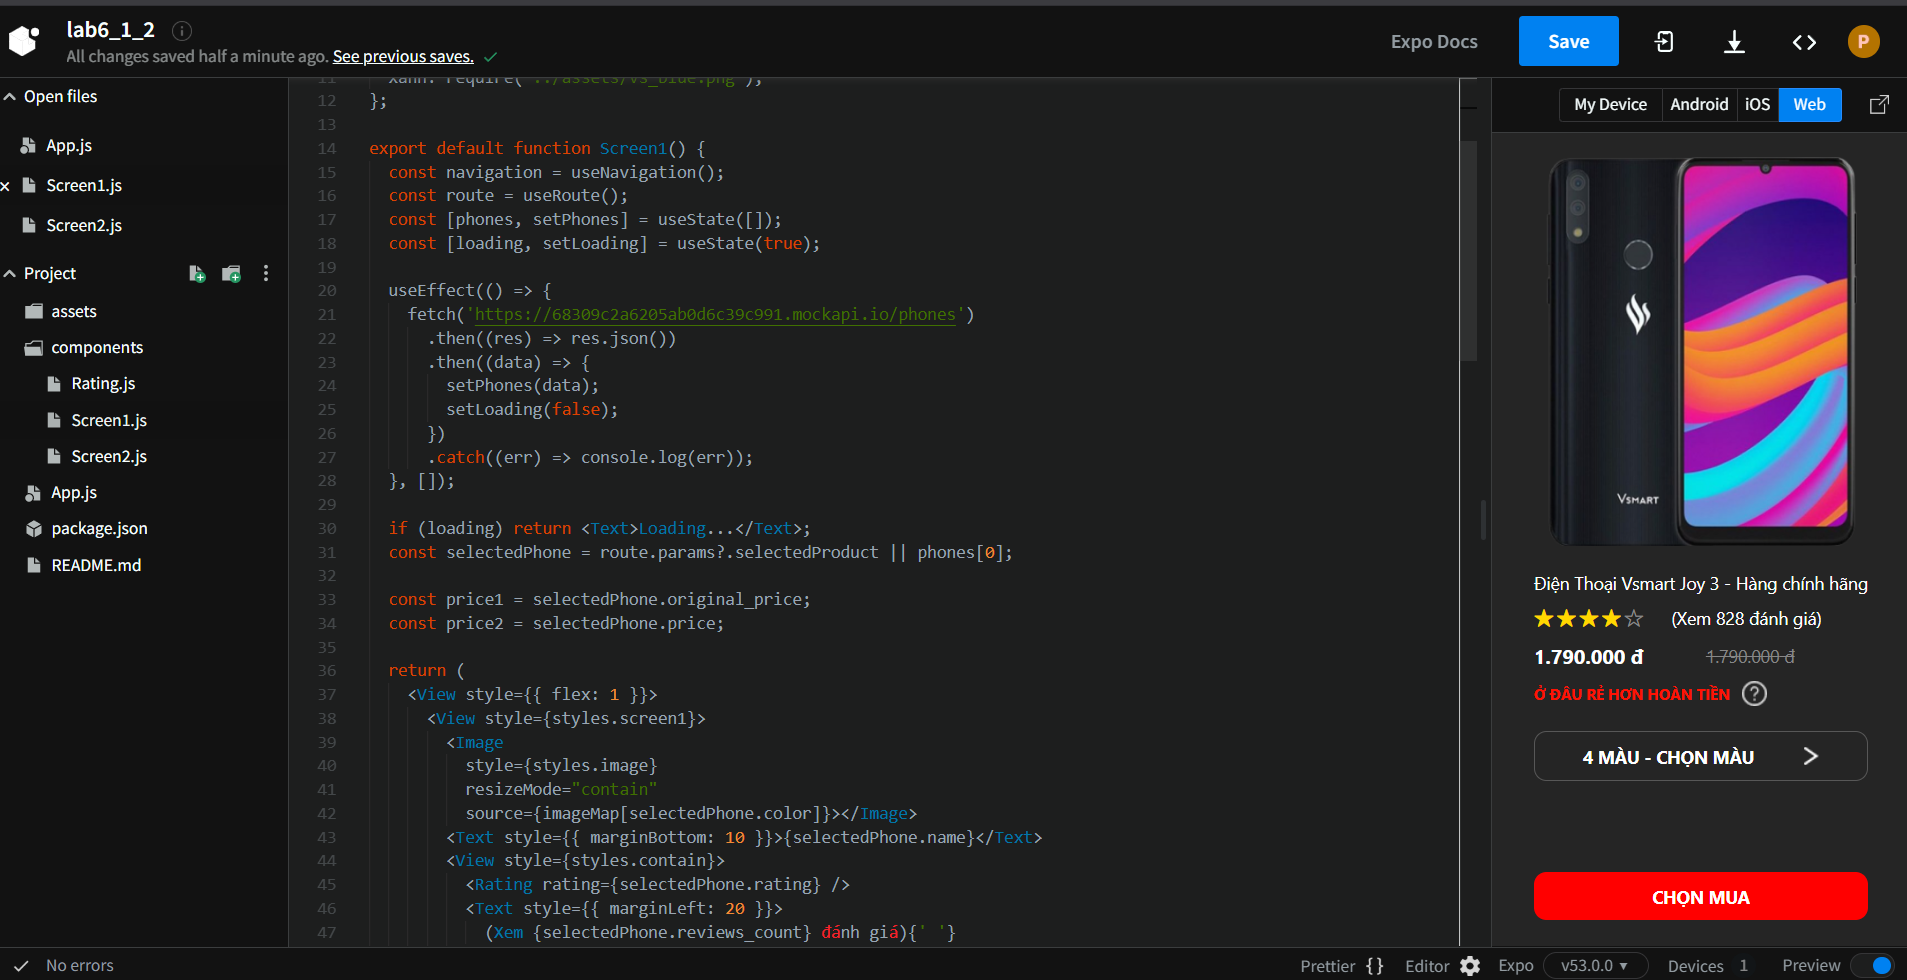 lab6_1_2
All changes saved half a minute ago. See previous saves.
Expo Docs
Save
P
Open files
App.js
Screen1.js
Screen2.js
Project
assets
components
Rating.js
Screen1.js
Screen2.js
App.js
package.json
README.md
11 xanh: require('../assets/vs_blue.png'),
12 };
13
14 export default function Screen1() {
15 const navigation = useNavigation();
16 const route = useRoute();
17 const [phones, setPhones] = useState([]);
18 const [loading, setLoading] = useState(true);
19
20 useEffect(() => {
21 fetch('https://68309c2a6205ab0d6c39c991.mockapi.io/phones')
22 .then((res) => res.json())
23 .then((data) => {
24 setPhones(data);
25 setLoading(false);
26 })
27 .catch((err) => console.log(err));
28 }, []);
29
30 if (loading) return <Text>Loading...</Text>;
31 const selectedPhone = route.params?.selectedProduct || phones[0];
32
33 const price1 = selectedPhone.original_price;
34 const price2 = selectedPhone.price;
35
36 return (
37 <View style={{ flex: 1 }}>
38 <View style={styles.screen1}>
39 <Image
40 style={styles.image}
41 resizeMode="contain"
42 source={imageMap[selectedPhone.color]}></Image>
43 <Text style={{ marginBottom: 10 }}>{selectedPhone.name}</Text>
44 <View style={styles.contain}>
45 <Rating rating={selectedPhone.rating} />
46 <Text style={{ marginLeft: 20 }}>
47 (Xem {selectedPhone.reviews_count} đánh giá){' '}
My Device
Android
iOS
Web
VSMART
Điện Thoại Vsmart Joy 3 - Hàng chính hãng
(Xem 828 đánh giá)
1.790.000 đ 1.790.000 đ
Ở ĐÂU RẺ HƠN HOÀN TIỀN ?
4 MÀU - CHỌN MÀU
CHỌN MUA
No errors
Prettier {}
Editor
Expo
v53.0.0
Devices 1
Preview